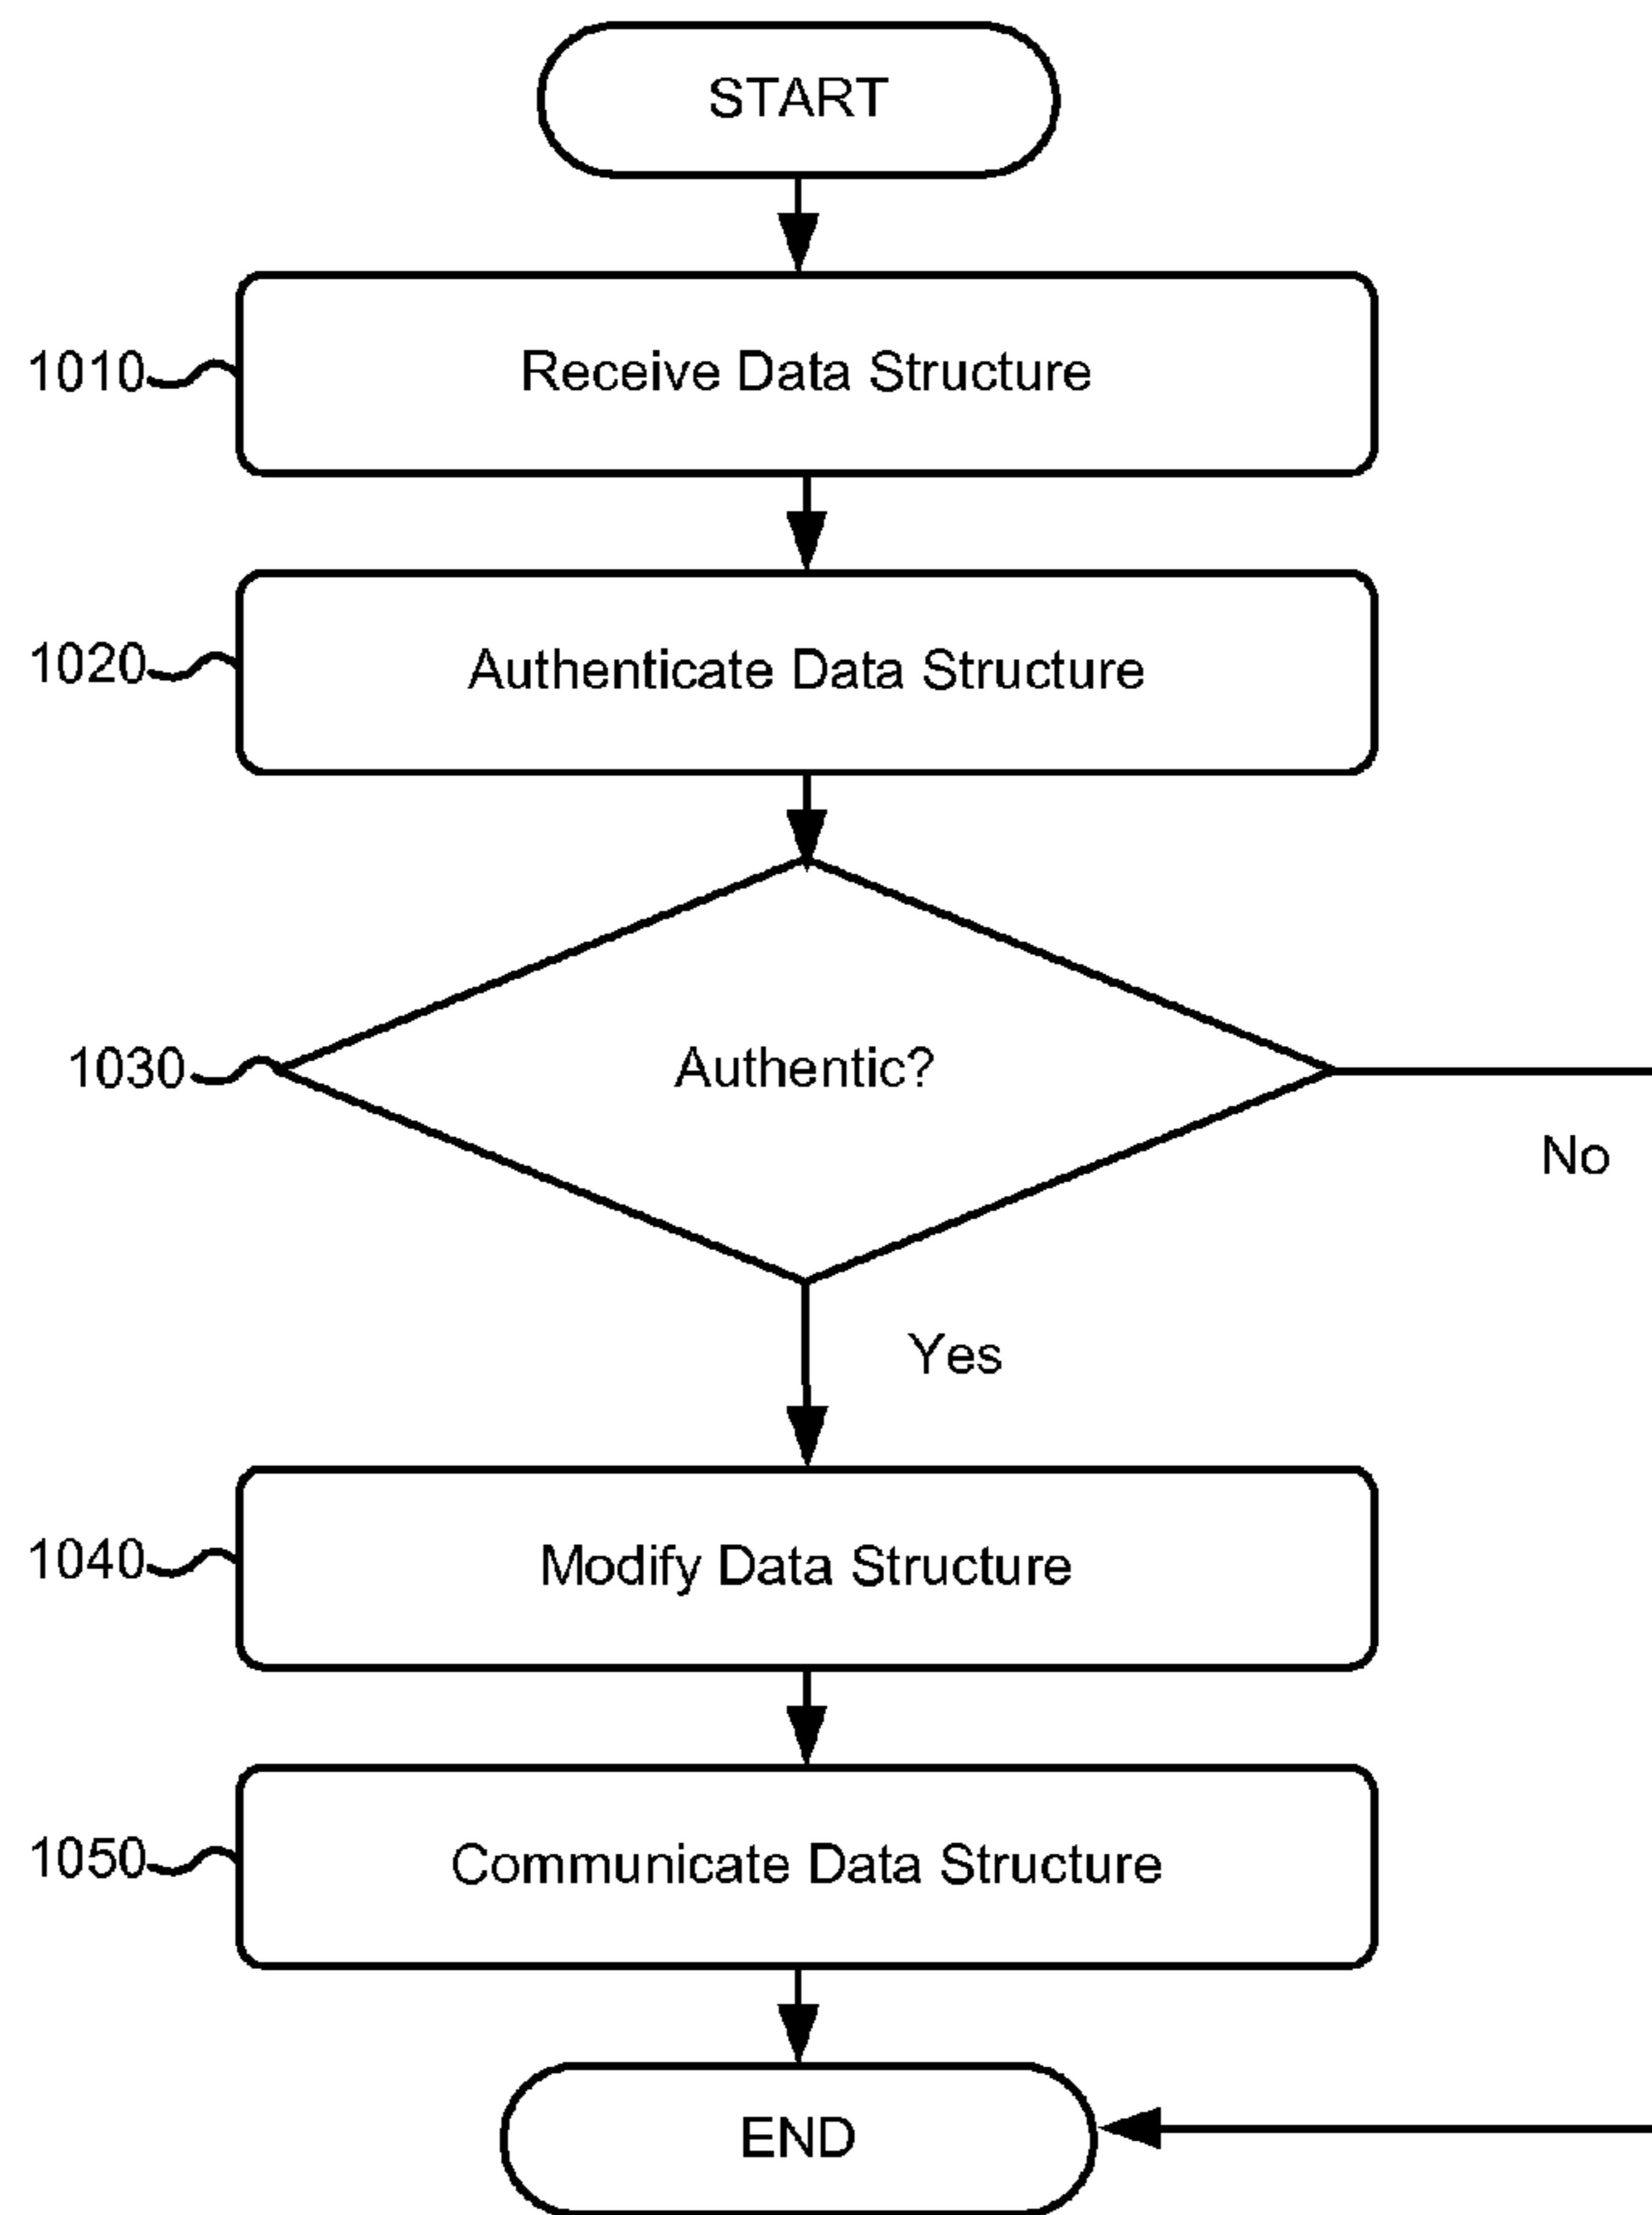 START
1010
Receive Data Structure
1020
Authenticate Data Structure
1030
Authentic?
No
Yes
1040
Modify Data Structure
1050
Communicate Data Structure
END